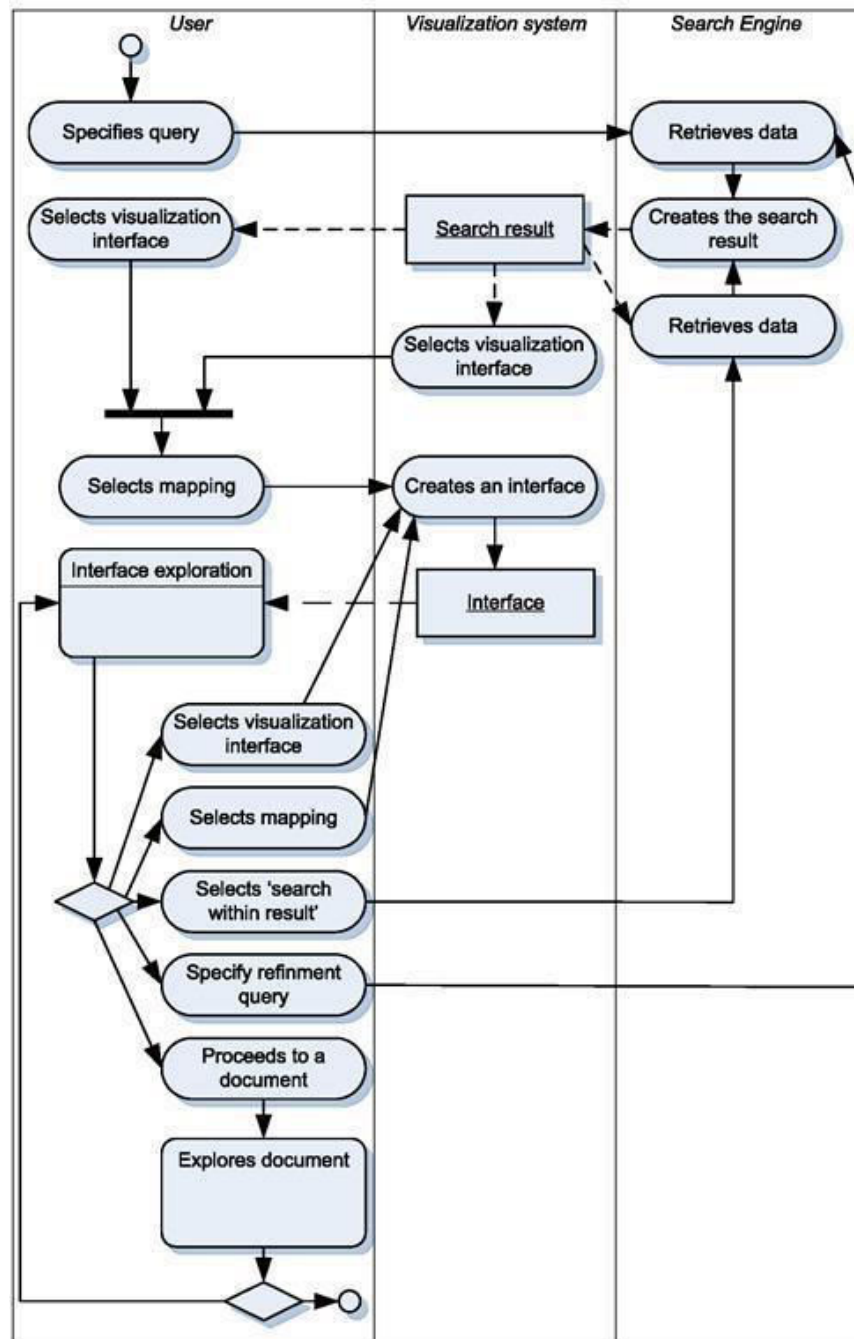 User
Visualization system
Search Engine
Specifies query
Retrieves data
Selects visualization
interface
Search result
Creates the search
result
Retrieves data
Selects visualization
interface
Selects mapping
Creates an interface
Interface exploration
Interface
Selects visualization
interface
Selects mapping
Selects ‘search
within result’
Specify refinment
query
Proceeds to a
document
Explores document